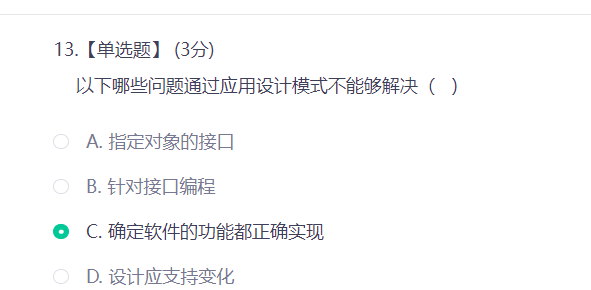 13.【单选题】 (3分)
以下哪些问题通过应用设计模式不能够解决（ ）
A. 指定对象的接口
B. 针对接口编程
C. 确定软件的功能都正确实现
D. 设计应支持变化